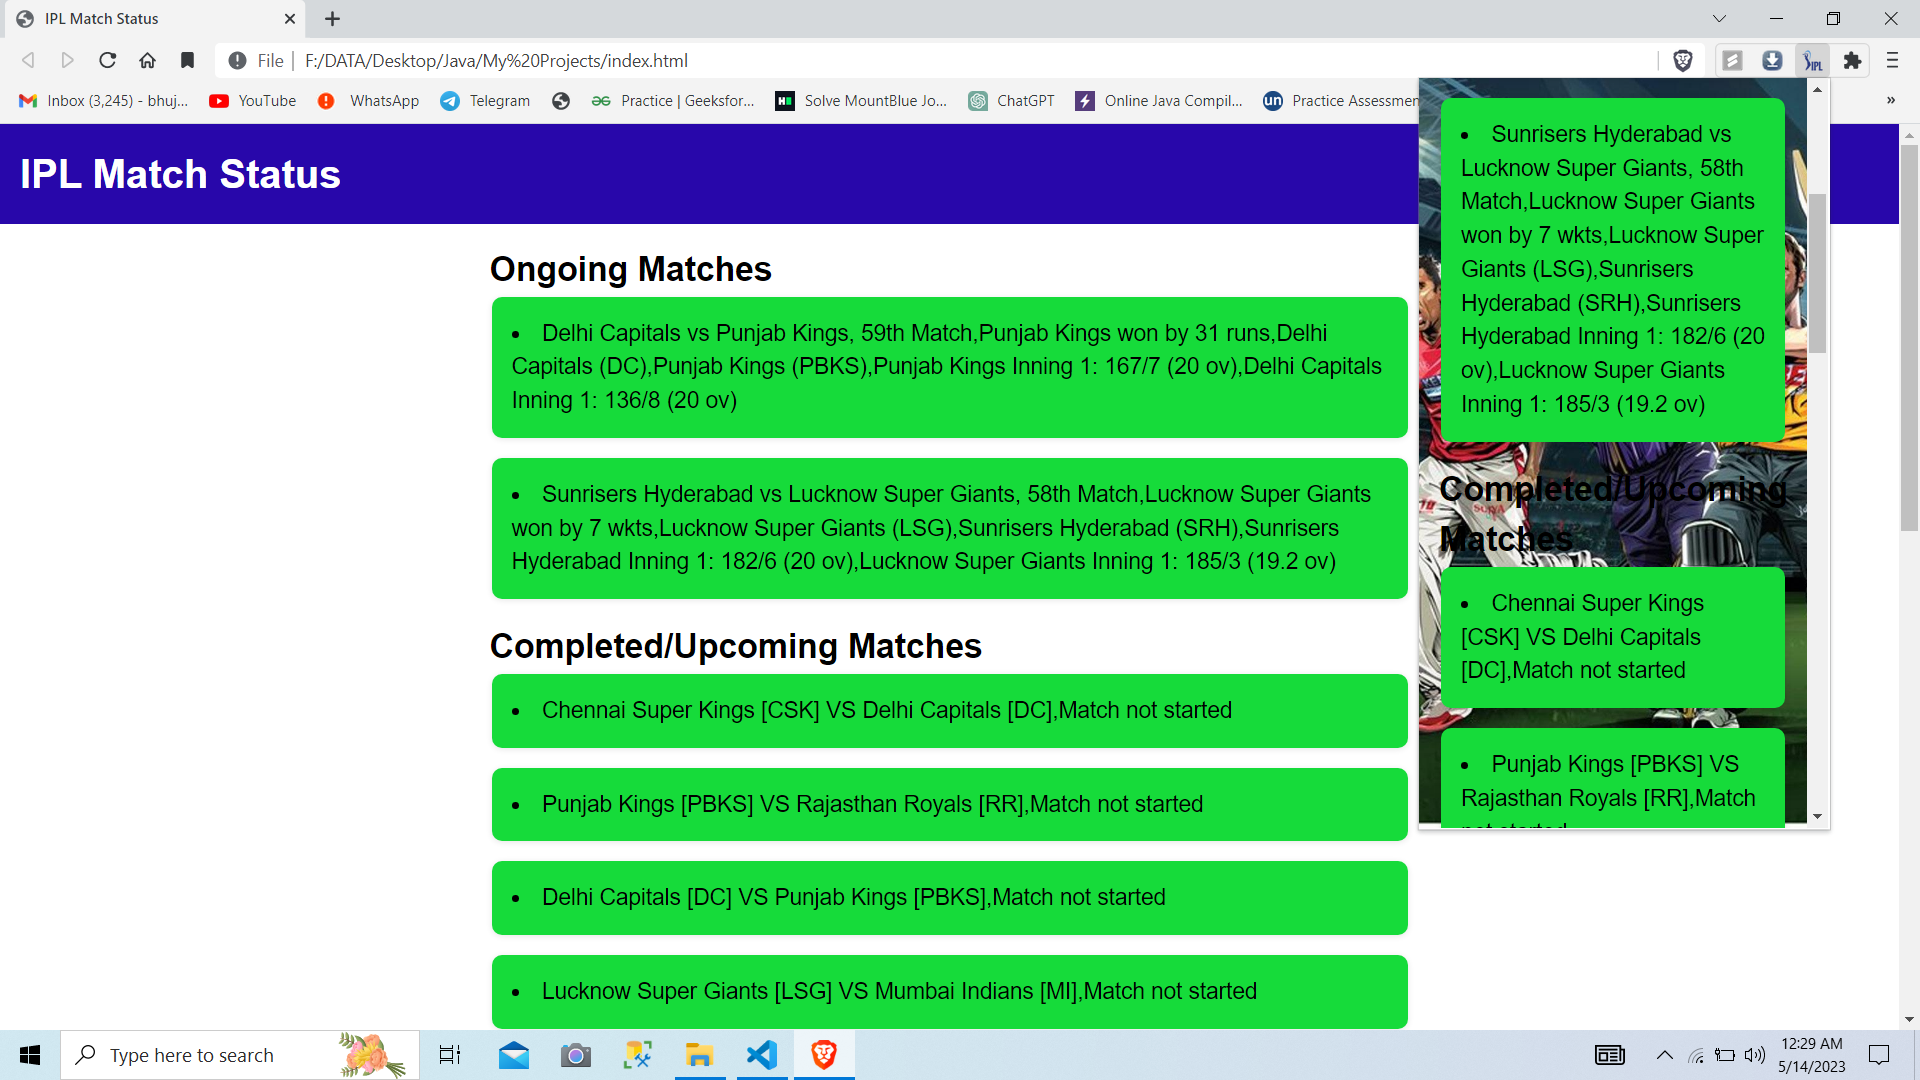 IPL Match Status
File
F:/DATA/Desktop/Java/My%20Projects/index.html
IPL
Inbox (3,245) - bhuj...
YouTube
WhatsApp
Telegram
Practice | Geeksfor...
Solve MountBlue Jo...
ChatGPT
Online Java Compil...
un
Practice Assessmen
»
IPL Match Status
Ongoing Matches
• Delhi Capitals vs Punjab Kings, 59th Match,Punjab Kings won by 31 runs,Delhi
Capitals (DC),Punjab Kings (PBKS),Punjab Kings Inning 1: 167/7 (20 ov),Delhi Capitals
Inning 1: 136/8 (20 ov)
• Sunrisers Hyderabad vs Lucknow Super Giants, 58th Match,Lucknow Super Giants
won by 7 wkts,Lucknow Super Giants (LSG),Sunrisers Hyderabad (SRH),Sunrisers
Hyderabad Inning 1: 182/6 (20 ov),Lucknow Super Giants Inning 1: 185/3 (19.2 ov)
Completed/Upcoming Matches
• Chennai Super Kings [CSK] VS Delhi Capitals [DC],Match not started
• Punjab Kings [PBKS] VS Rajasthan Royals [RR],Match not started
• Delhi Capitals [DC] VS Punjab Kings [PBKS],Match not started
• Lucknow Super Giants [LSG] VS Mumbai Indians [MI],Match not started
• Sunrisers Hyderabad vs
Lucknow Super Giants, 58th
Match,Lucknow Super Giants
won by 7 wkts,Lucknow Super
Giants (LSG),Sunrisers
Hyderabad (SRH),Sunrisers
Hyderabad Inning 1: 182/6 (20
ov),Lucknow Super Giants
Inning 1: 185/3 (19.2 ov)
Completed/Upcoming
Matches
• Chennai Super Kings
[CSK] VS Delhi Capitals
[DC],Match not started
• Punjab Kings [PBKS] VS
Rajasthan Royals [RR],Match
not started
Type here to search
12:29 AM
5/14/2023